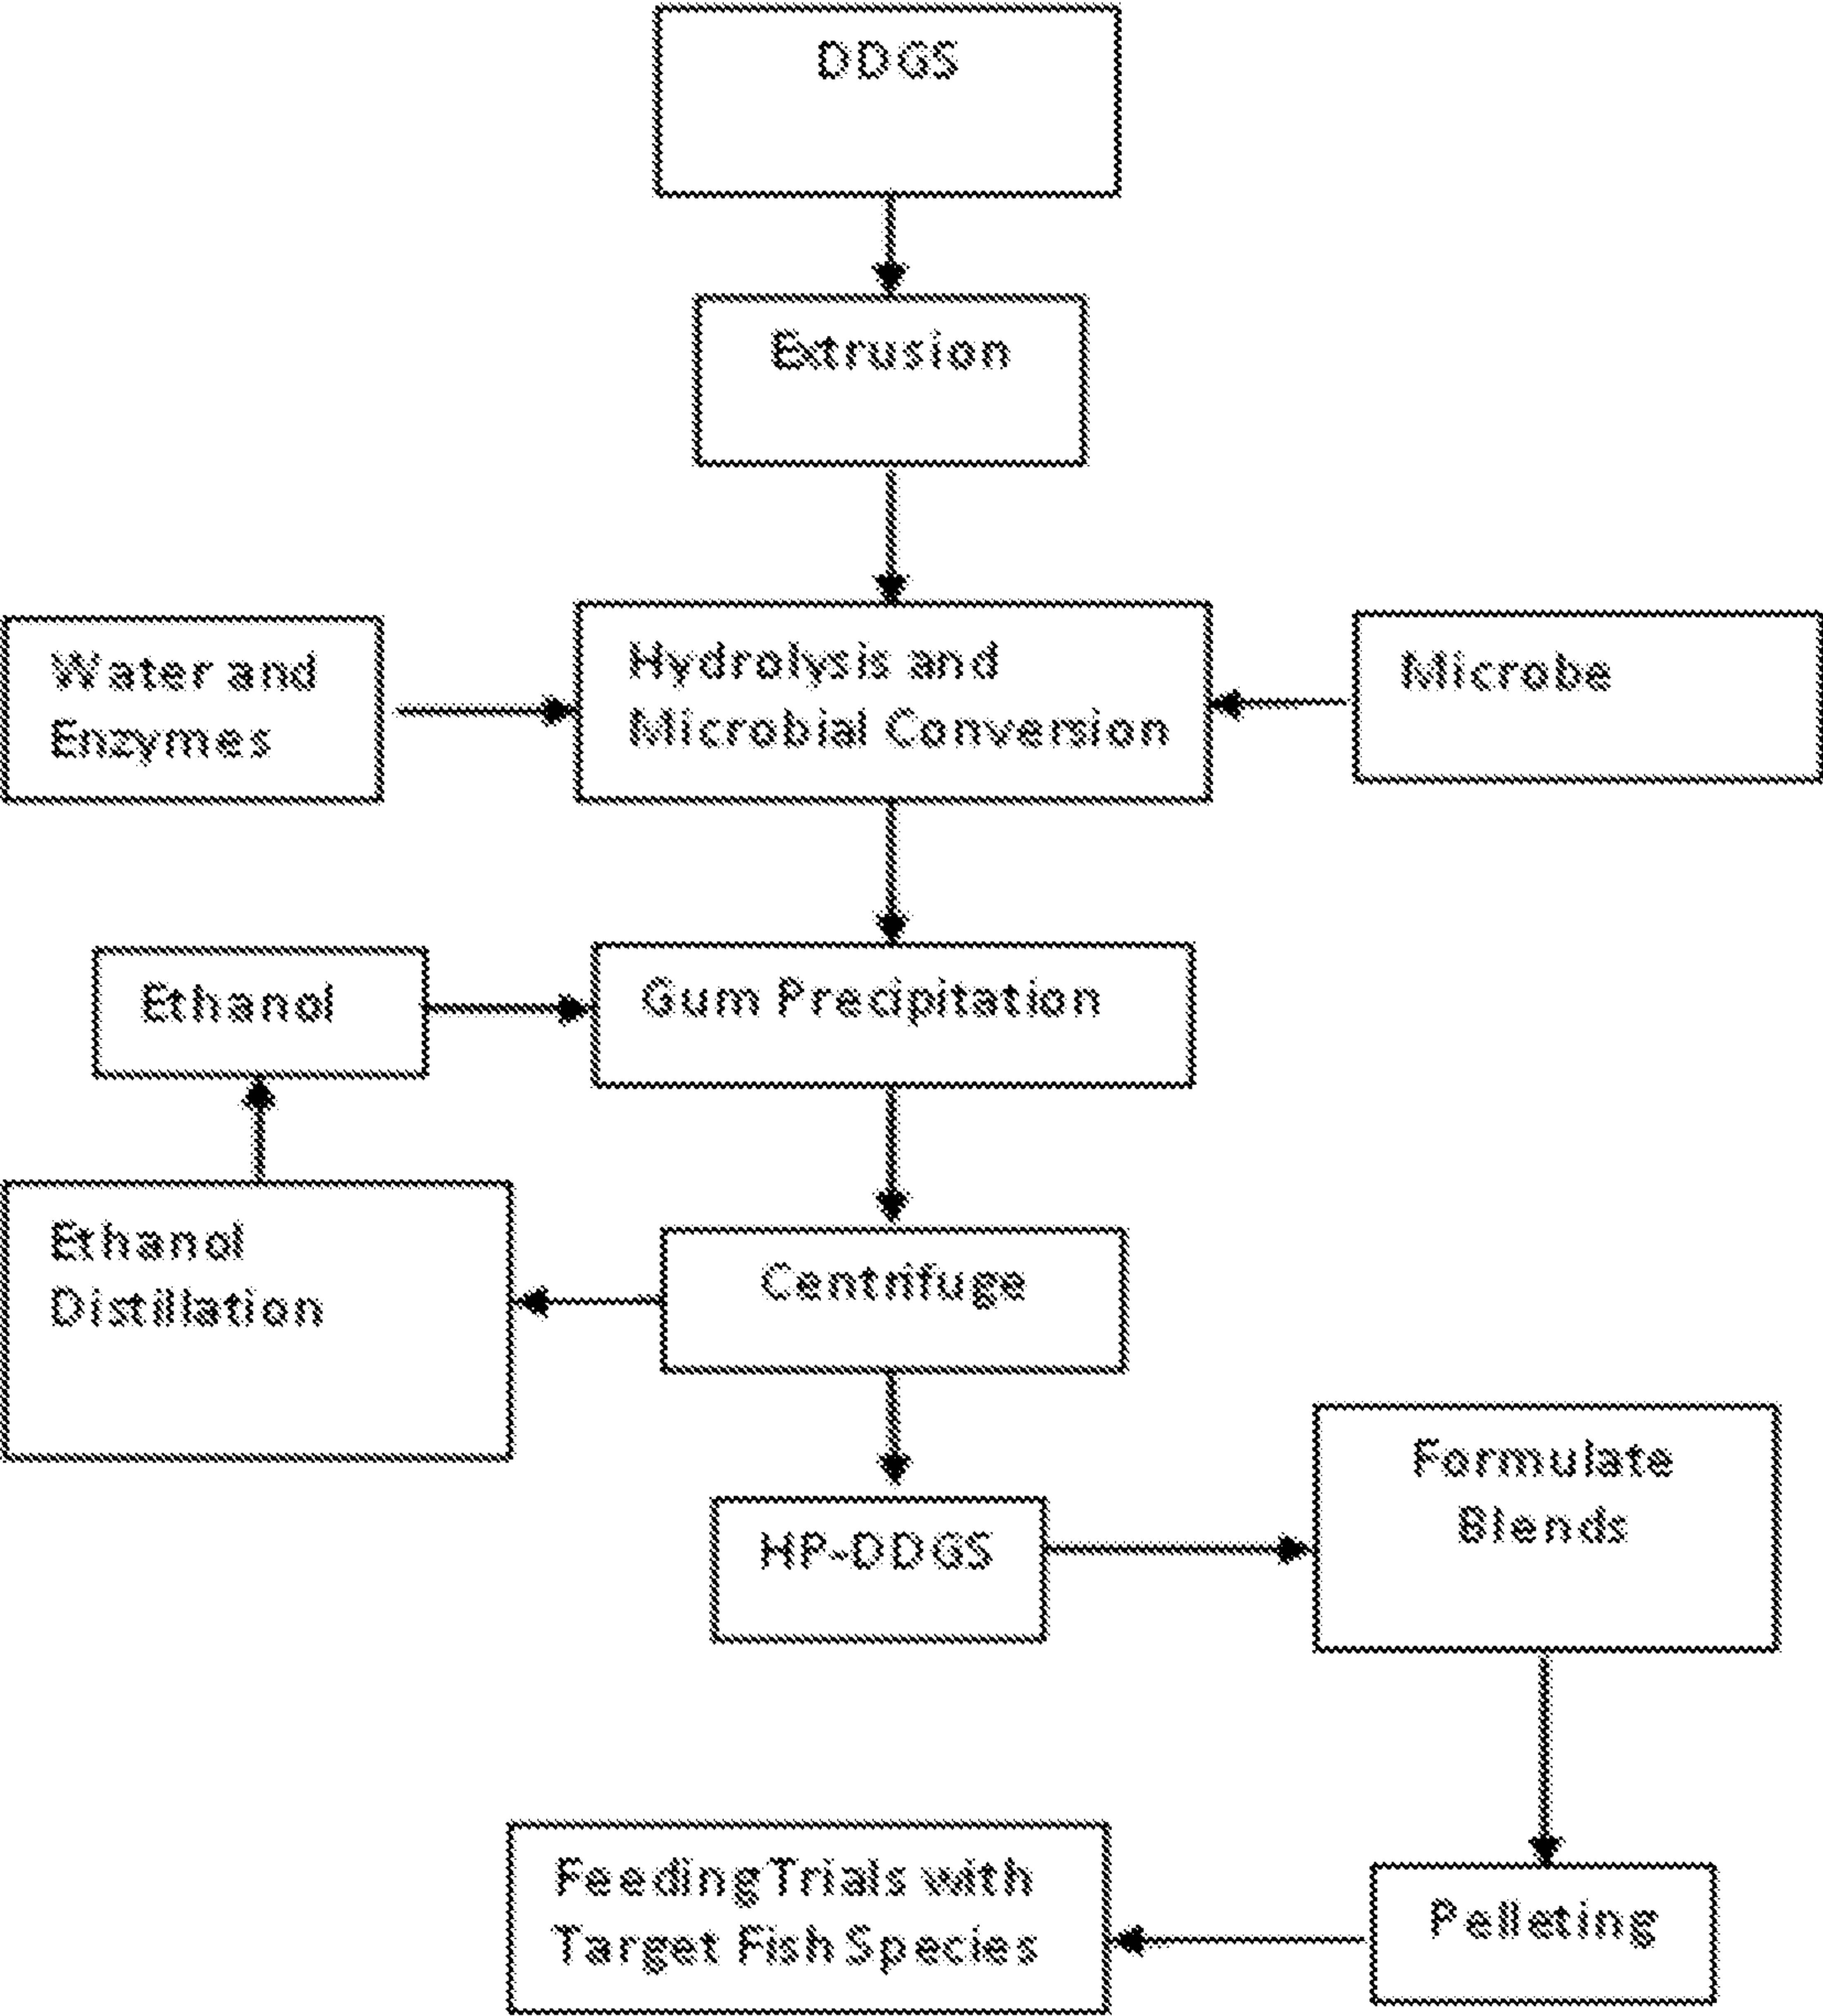 DDGS
Extrusion
Water and
Enzymes
Hydrolysis and
Microbial Conversion
Microbe
Ethanol
Gum Precipitation
Ethanol
Distillation
Centrifuge
HP-DDGS
Formulate
Blends
Feeding Trials with
Target Fish Species
Pelleting